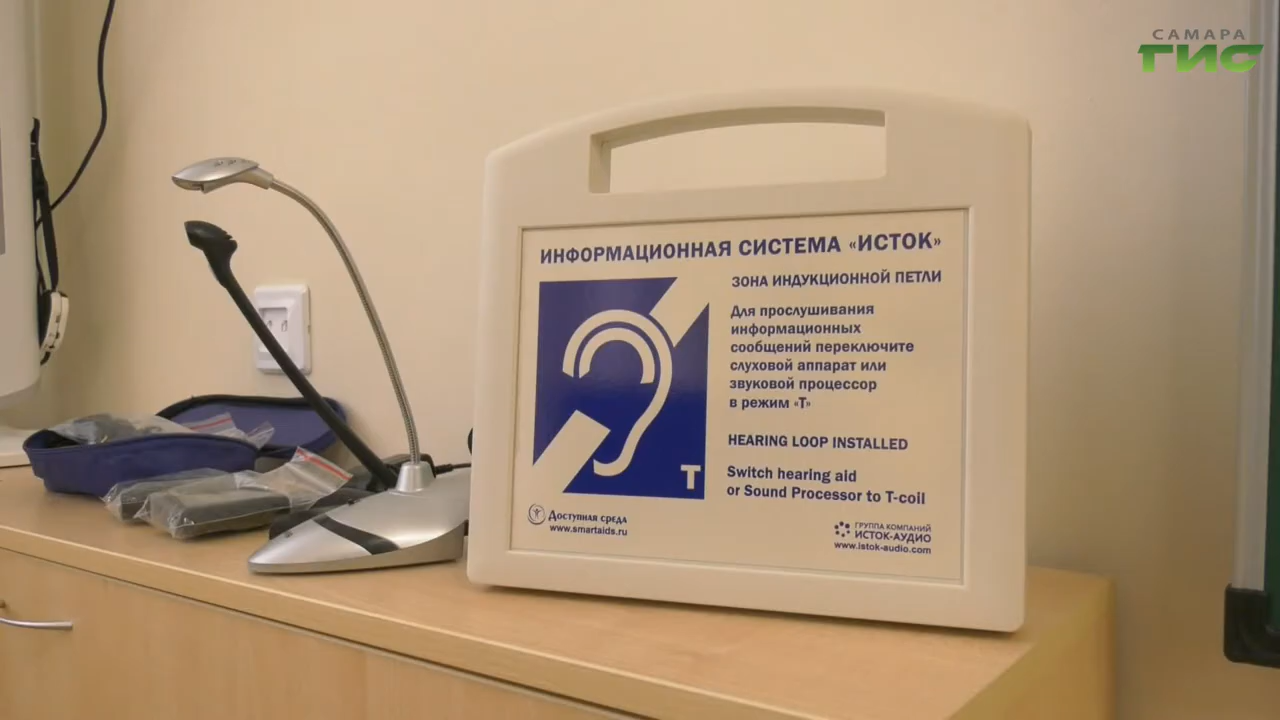 САМАРА
ГИС
ИНФОРМАЦИОННАЯ СИСТЕМА «ИСТОК»
ЗОНА ИНДУКЦИОННОЙ ПЕТЛИ
Для прослушивания
информационных
сообщений переключите
слуховой аппарат или
звуковой процессор
в режим «Т»
HEARING LOOP INSTALLED
Switch hearing aid
or Sound Processor to T-coil
T
Доступная среда
www.smartaids.ru
ГРУППА КОМПАНИЙ
ИСТОК-АУДИО
www.istok-audio.com